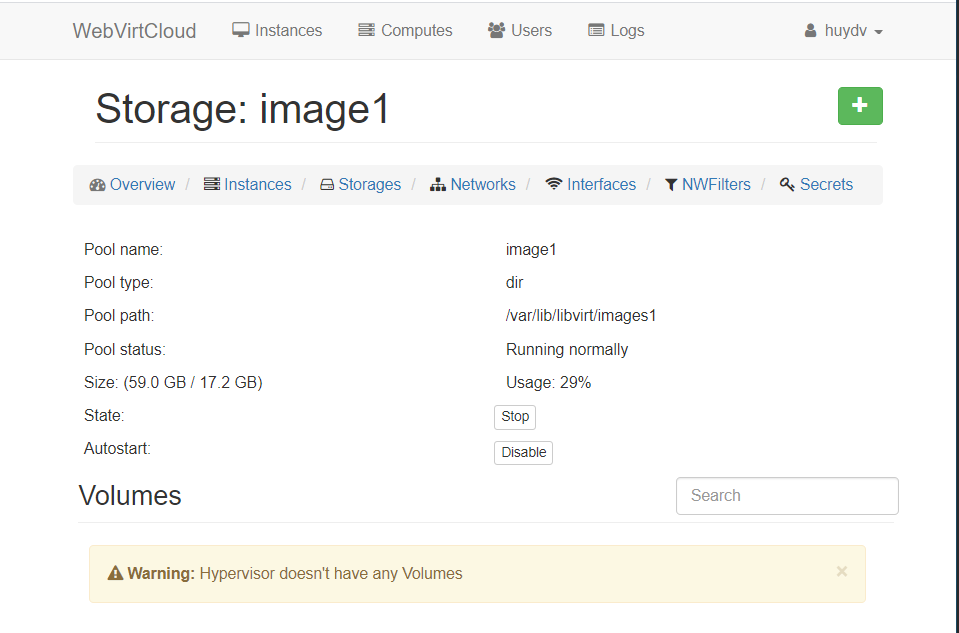 WebVirtCloud Instances Computes Users Logs huydv
Storage: image1
Overview / Instances / Storages / Networks / Interfaces / NWFilters / Secrets
Pool name: image1
Pool type: dir
Pool path: /var/lib/libvirt/images1
Pool status: Running normally
Size: (59.0 GB / 17.2 GB) Usage: 29%
State: Stop
Autostart: Disable
Volumes Search
Warning: Hypervisor doesn't have any Volumes ×